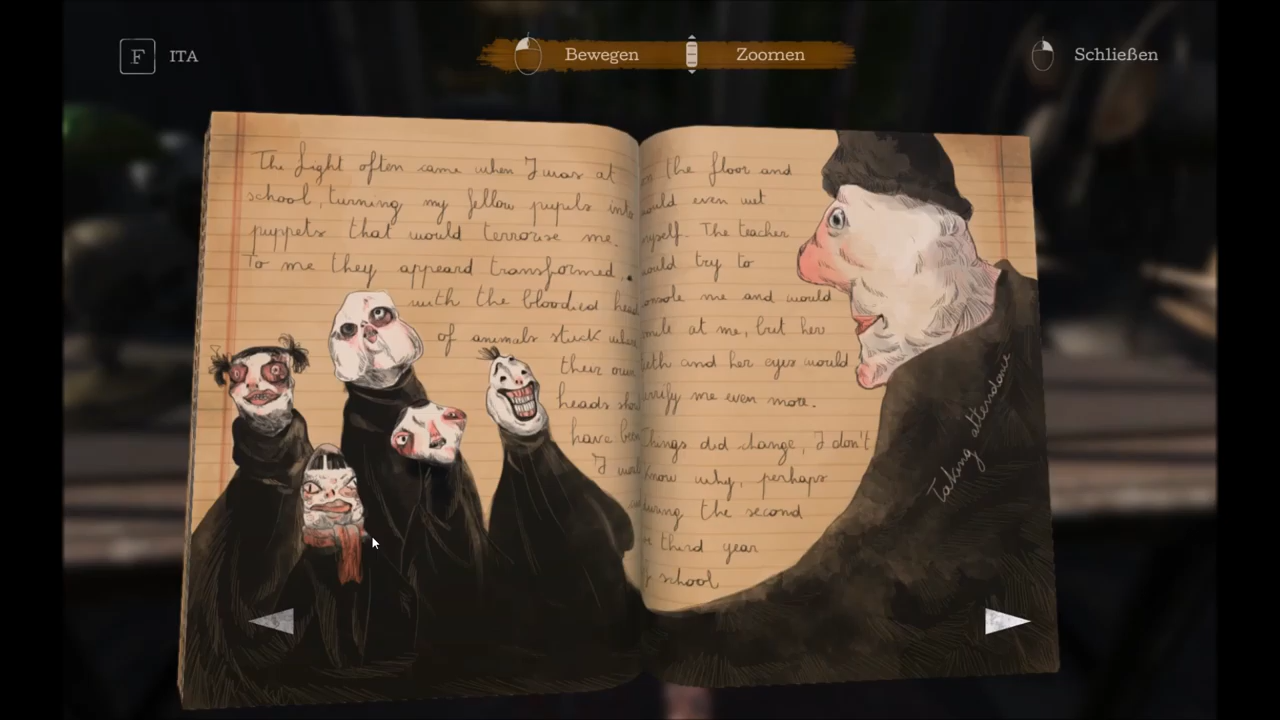 F ITA
Bewegen
Zoomen
Schließen
The Light often came when I was at
school, turning my fellow pupils into
puppets that would terrorise me.
To me they appeard transformed,
with the blooded
of animals stuck
their own
heads
have been
I
the floor and
would even wet
myself. The teacher
would try to
console me and would
smile at me, but her
teeth and her eyes would
terrify me even more.
Things did change, I don't
know why, perhaps
during the second
or third year
of school
Taking attendance